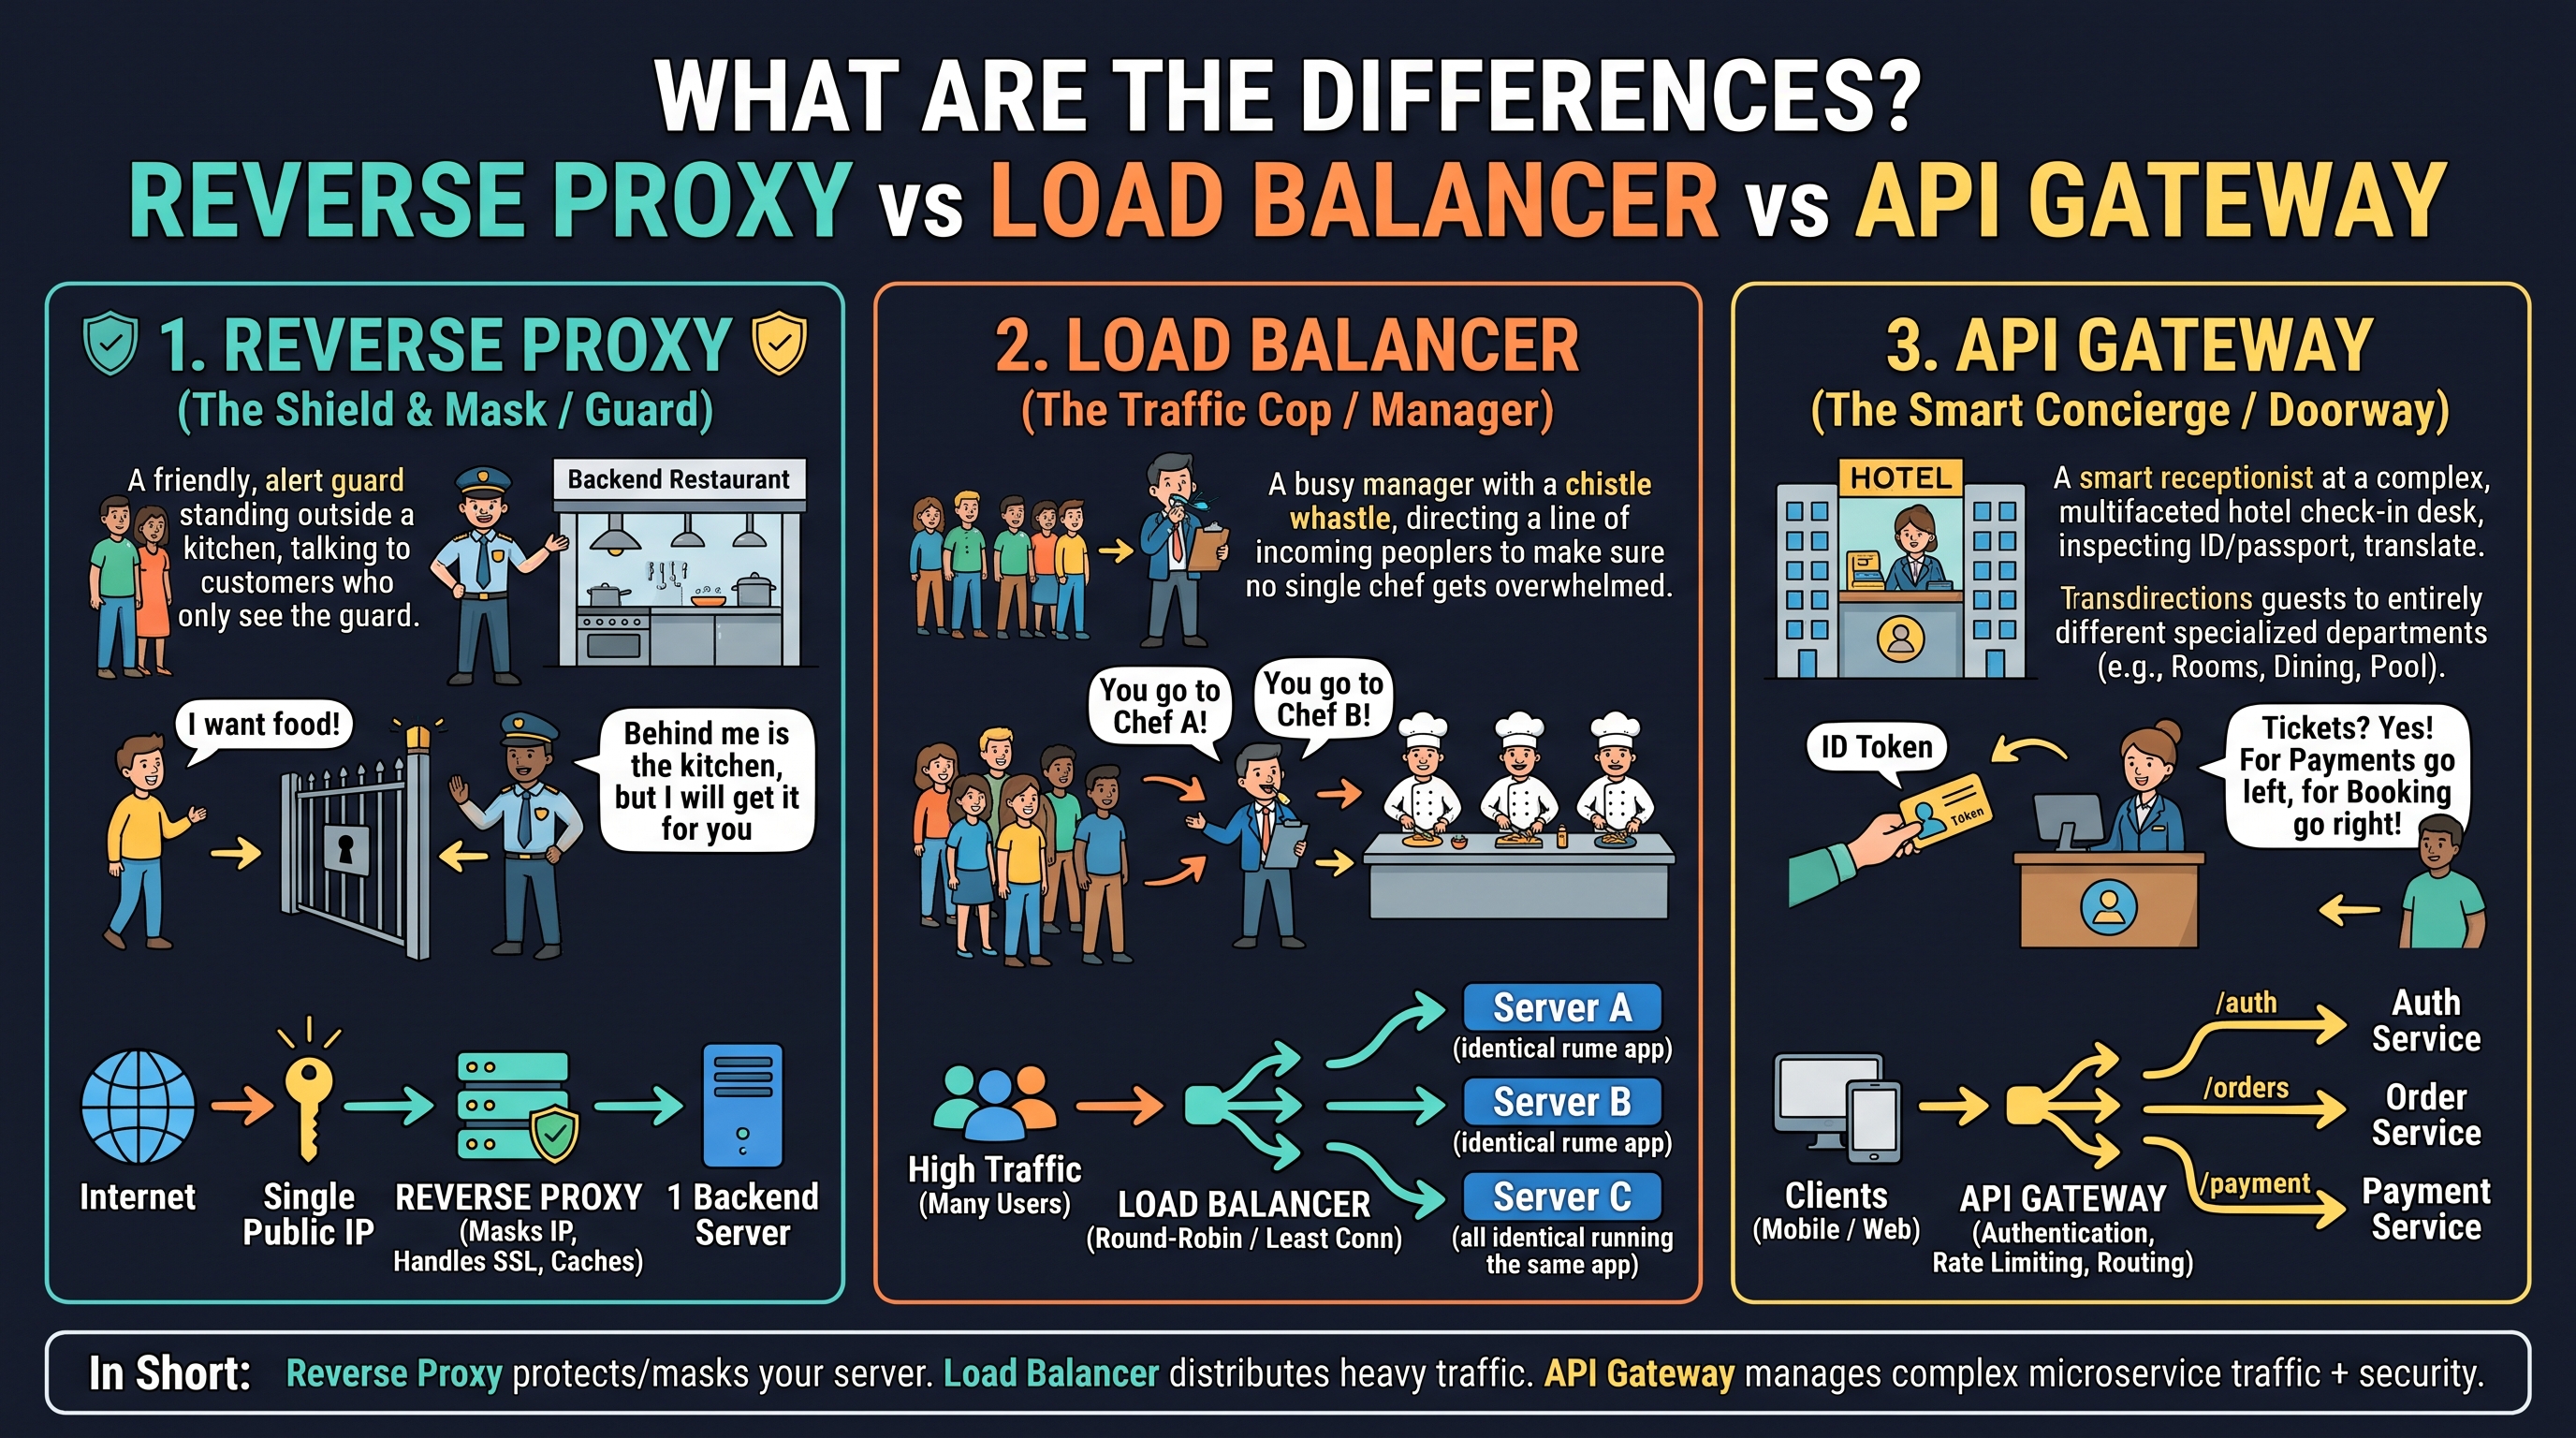 WHAT ARE THE DIFFERENCES?
REVERSE PROXY vs LOAD BALANCER vs API GATEWAY
1. REVERSE PROXY
(The Shield & Mask / Guard)
A friendly, alert guard
standing outside a
kitchen, talking to
customers who
only see the guard.
Backend Restaurant
I want food!
Behind me is
the kitchen,
but I will get it
for you
Internet
Single
Public IP
REVERSE PROXY
(Masks IP,
Handles SSL, Caches)
1 Backend
Server
2. LOAD BALANCER
(The Traffic Cop / Manager)
A busy manager with a chistle
whastle, directing a line of
incoming peoplers to make sure
no single chef gets overwhelmed.
You go to
Chef A!
You go to
Chef B!
High Traffic
(Many Users)
LOAD BALANCER
(Round-Robin / Least Conn)
Server A
(identical rume app)
Server B
(identical rume app)
Server C
(all identical running
the same app)
3. API GATEWAY
(The Smart Concierge / Doorway)
HOTEL
A smart receptionist at a complex,
multifaceted hotel check-in desk,
inspecting ID/passport, translate.
Transdirections guests to entirely
different specialized departments
(e.g., Rooms, Dining, Pool).
ID Token
Token
Tickets? Yes!
For Payments go
left, for Booking
go right!
Clients
(Mobile / Web)
API GATEWAY
(Authentication,
Rate Limiting, Routing)
/auth
Auth
Service
/orders
Order
Service
/payment
Payment
Service
In Short: Reverse Proxy protects/masks your server. Load Balancer distributes heavy traffic. API Gateway manages complex microservice traffic + security.